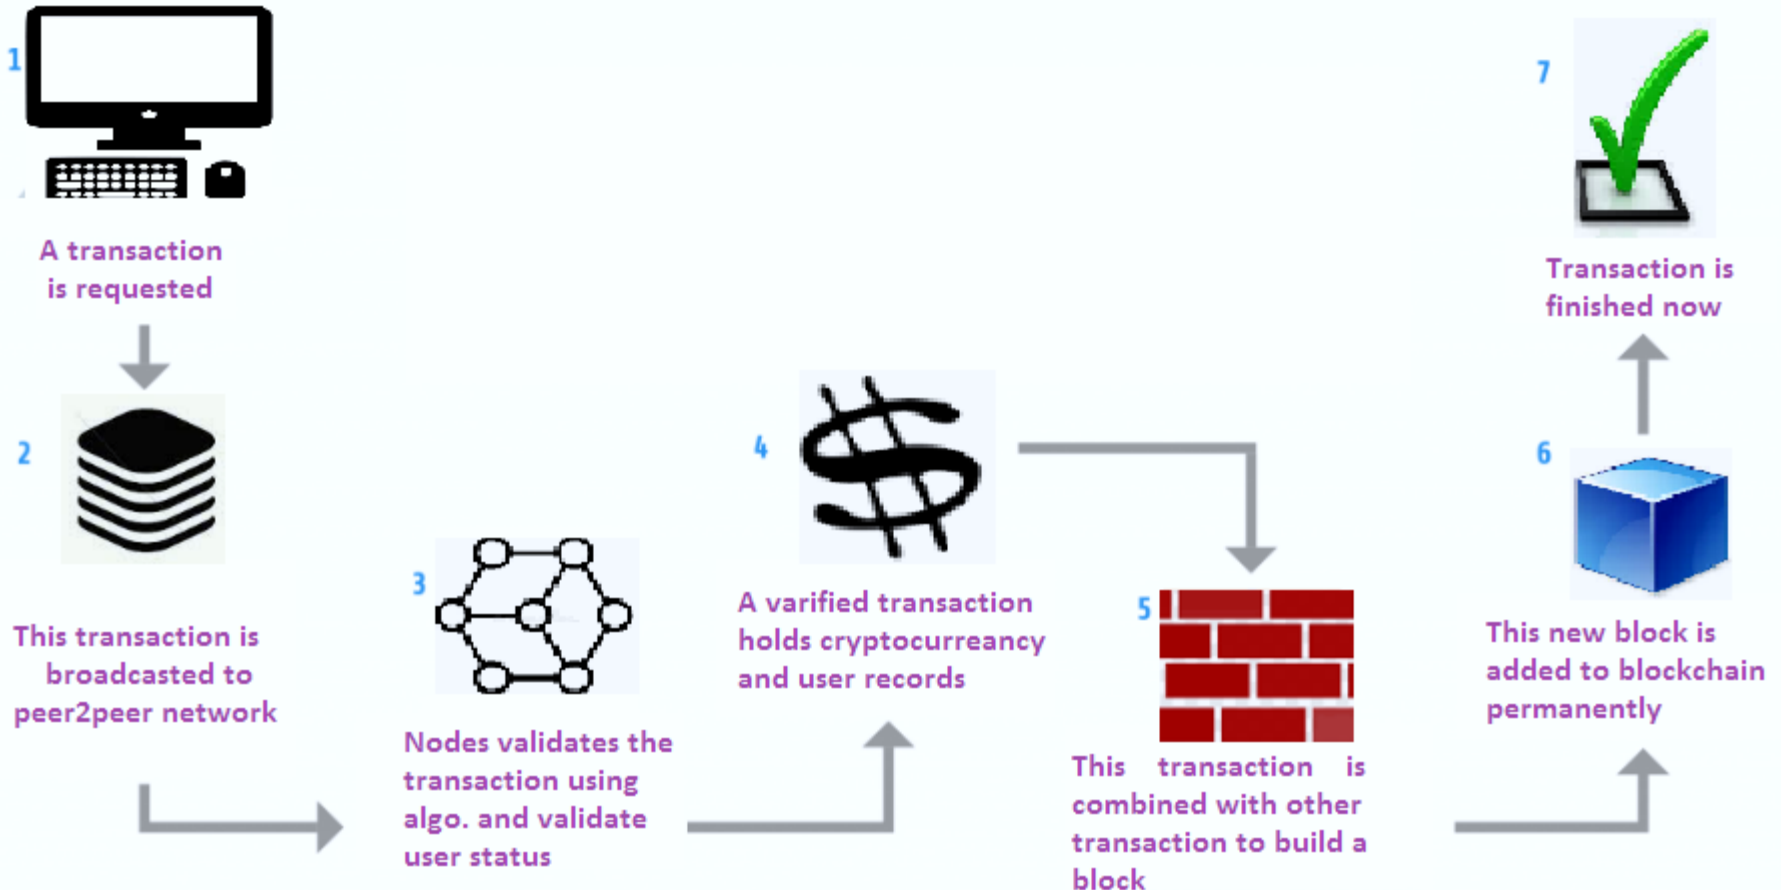 1
A transaction
is requested
2
This transaction is
broadcasted to
peer2peer network
3
Nodes validates the
transaction using
algo. and validate
user status
4
A varified transaction
holds cryptocurreancy
and user records
5
This transaction is
combined with other
transaction to build a
block
6
This new block is
added to blockchain
permanently
7
Transaction is
finished now